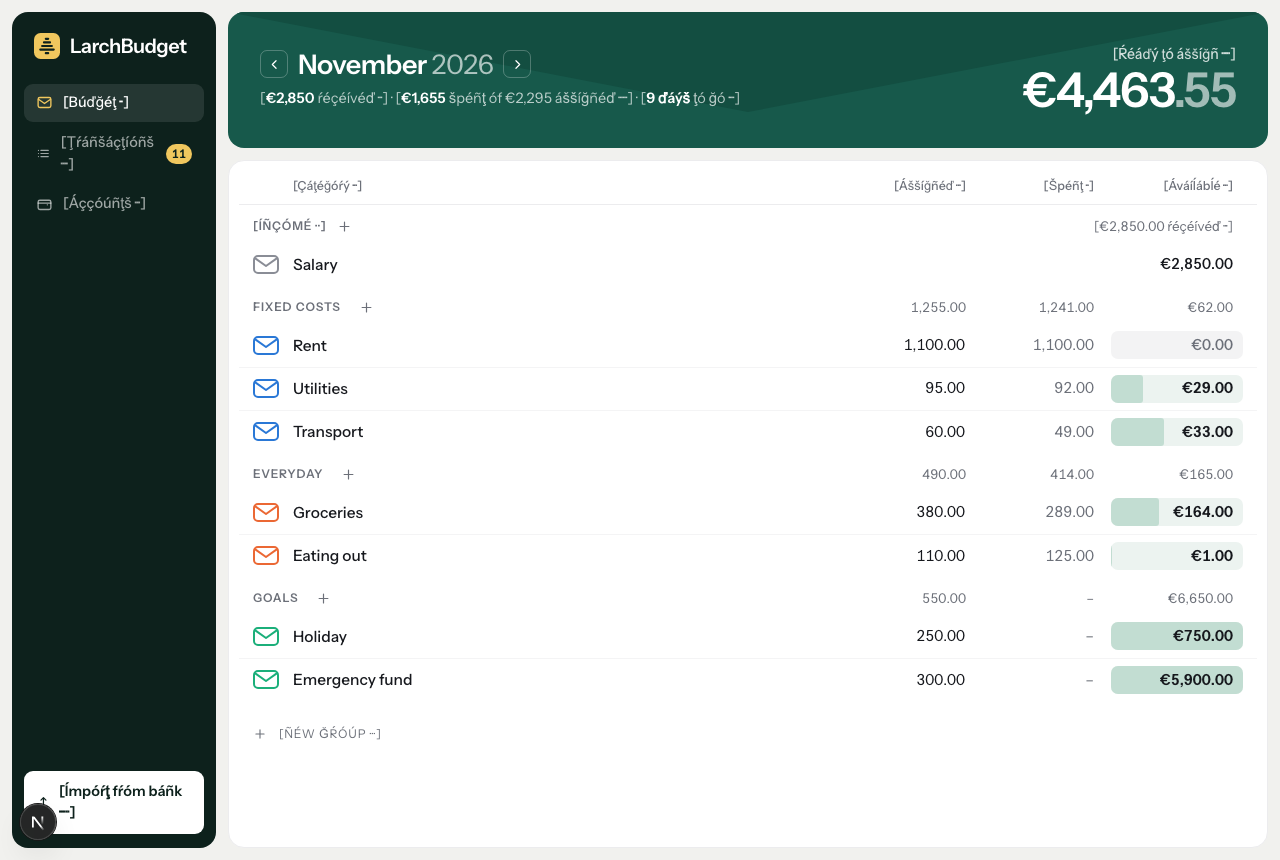 LarchBudget
[Búďğéţ -]
[Ţŕáñšáçţíóñš
--]
11
[Áççóúñţš -]
[Ímpóŕţ fŕóm báñk
--]
November 2026
[€2,850 ŕéçéívéď -] · [€1,655 špéñţ óf €2,295 áššíğñéď --] · [9 ďáýš ţó ğó -]
[Ŕéáďý ţó áššíğñ --]
€4,463.55
[Çáţéğóŕý -] [Áššíğñéď -] [Špéñţ -] [Áváíĺábĺé -]
[ÍÑÇÓMÉ -] + [€2,850.00 ŕéçéívéď -]
Salary €2,850.00
FIXED COSTS + 1,255.00 1,241.00 €62.00
Rent 1,100.00 1,100.00 €0.00
Utilities 95.00 92.00 €29.00
Transport 60.00 49.00 €33.00
EVERYDAY + 490.00 414.00 €165.00
Groceries 380.00 289.00 €164.00
Eating out 110.00 125.00 €1.00
GOALS + 550.00 – €6,650.00
Holiday 250.00 – €750.00
Emergency fund 300.00 – €5,900.00
+ [ÑÉW ĞŔÓÚP -]
N